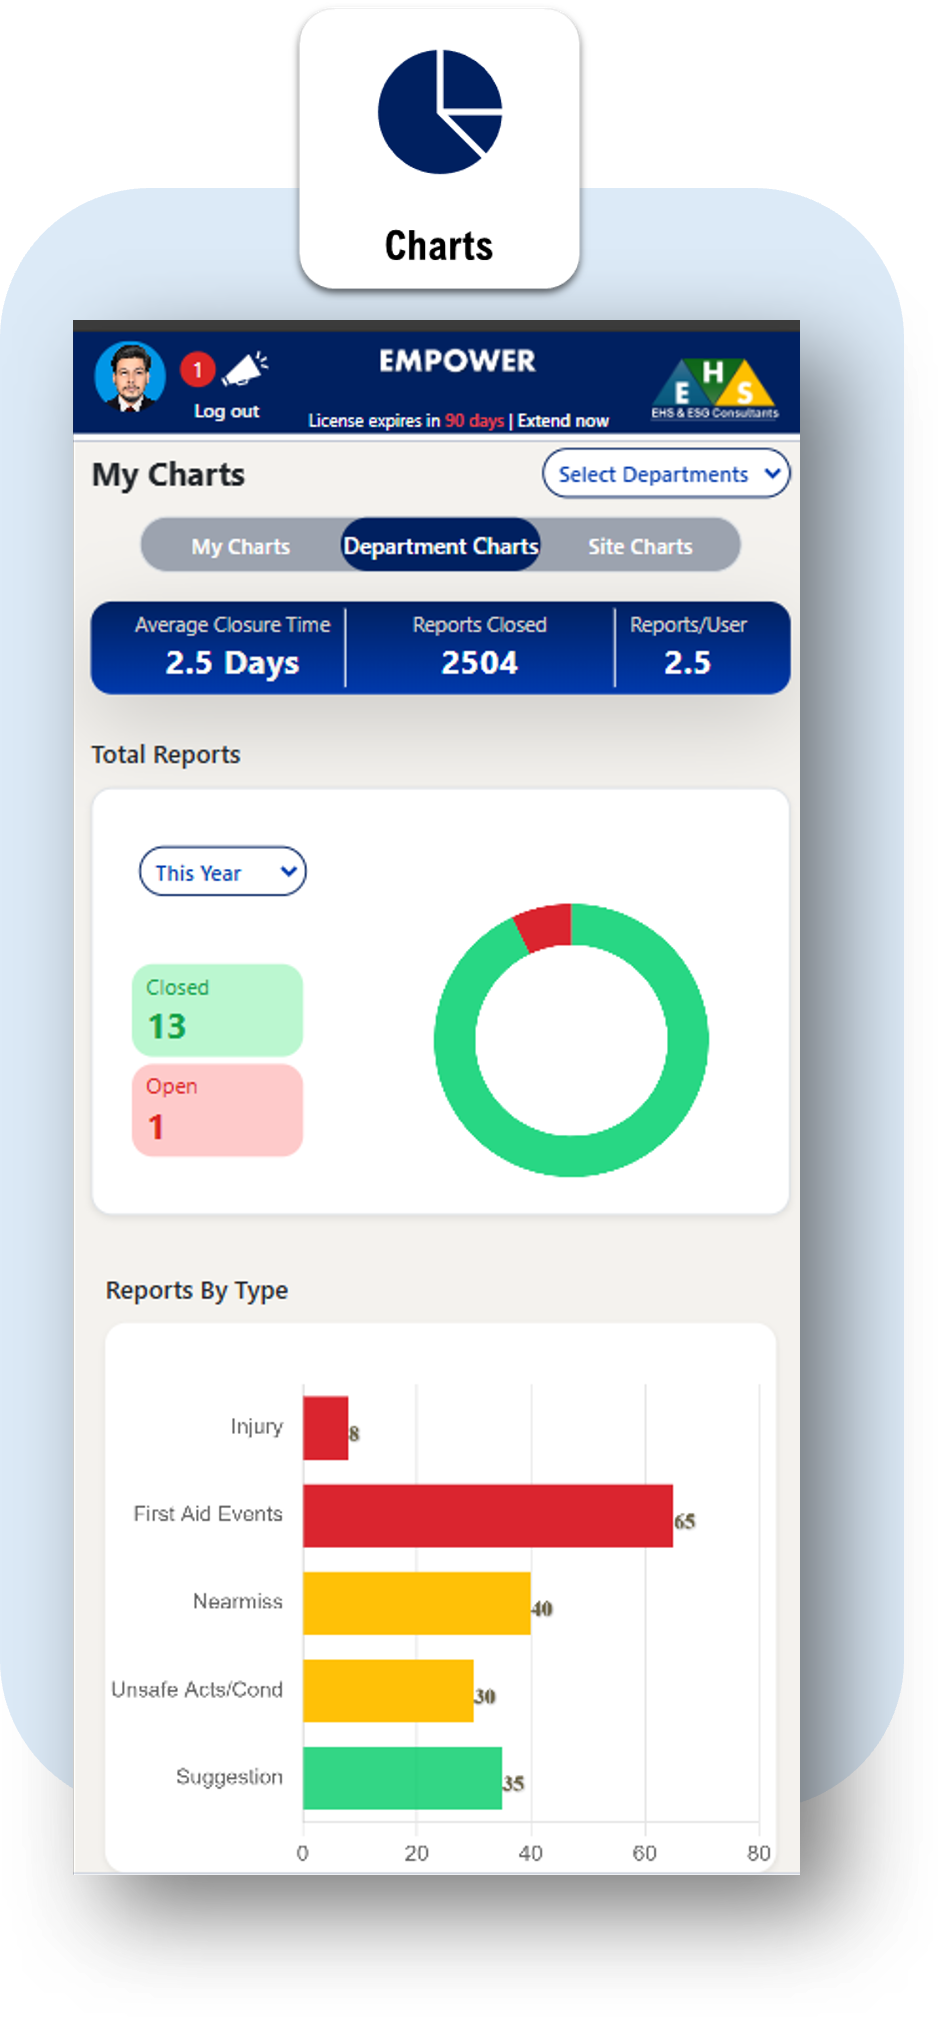 Charts
EMPOWER
1
Log out
License expires in 90 days | Extend now
E H S
EHS & ESG Consultants
My Charts
Select Departments
My Charts
Department Charts
Site Charts
Average Closure Time
2.5 Days
Reports Closed
2504
Reports/User
2.5
Total Reports
This Year
Closed
13
Open
1
Reports By Type
Injury
8
First Aid Events
65
Nearmiss
40
Unsafe Acts/Cond
30
Suggestion
35
0 20 40 60 80